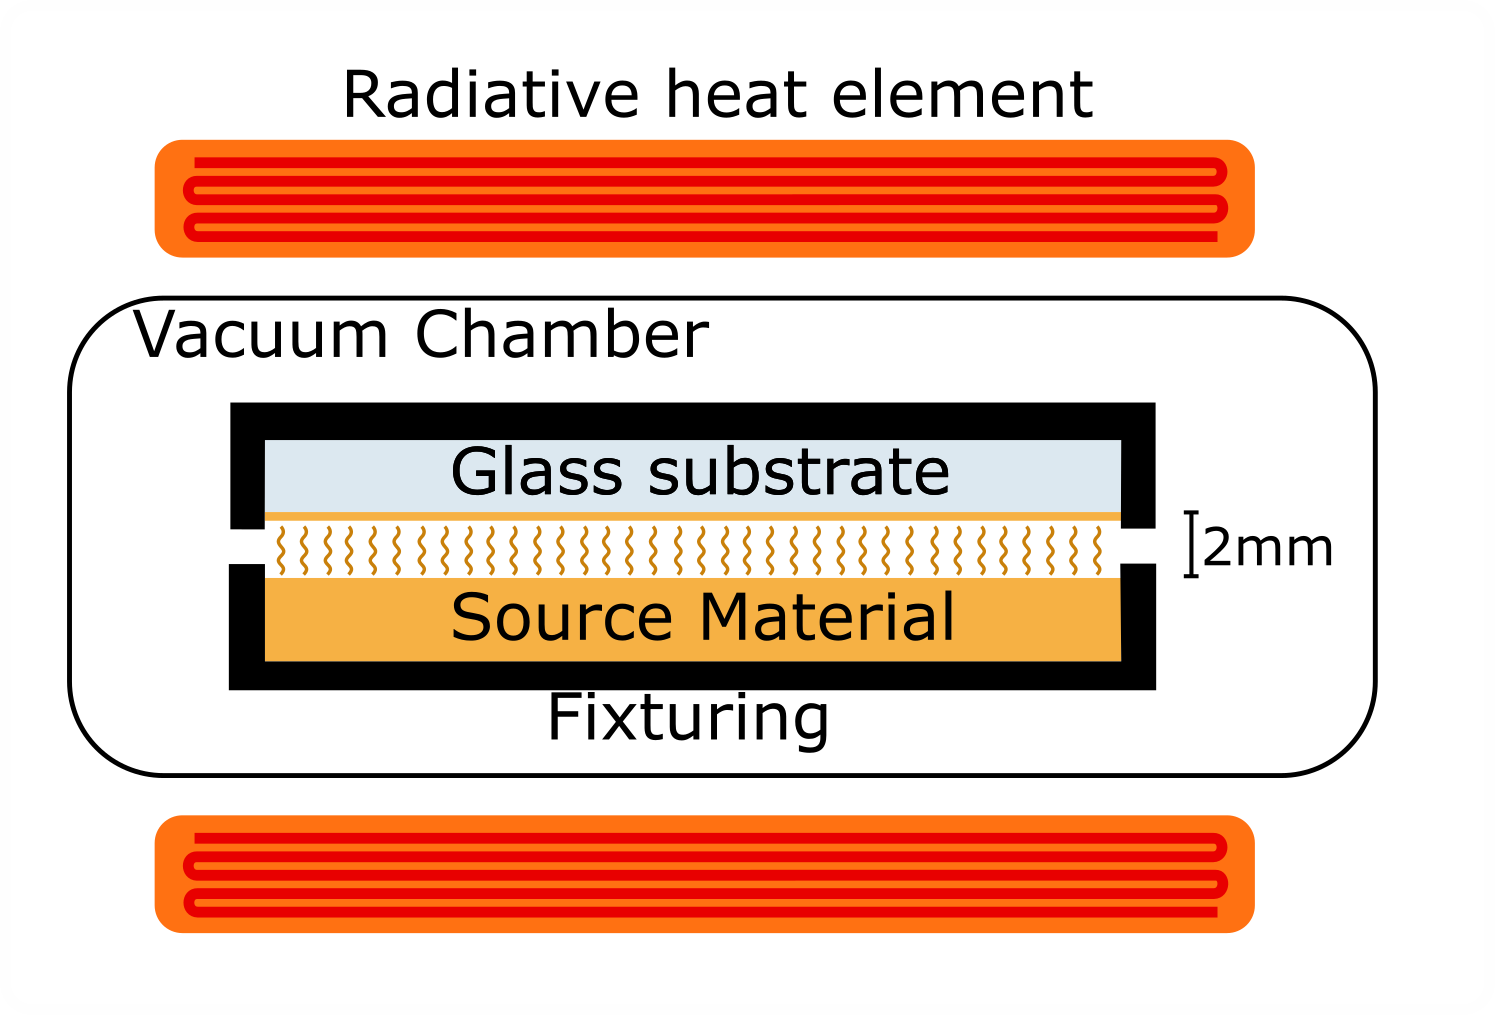 Radiative heat element
Vacuum Chamber
Glass substrate
2mm
Source Material
Fixturing